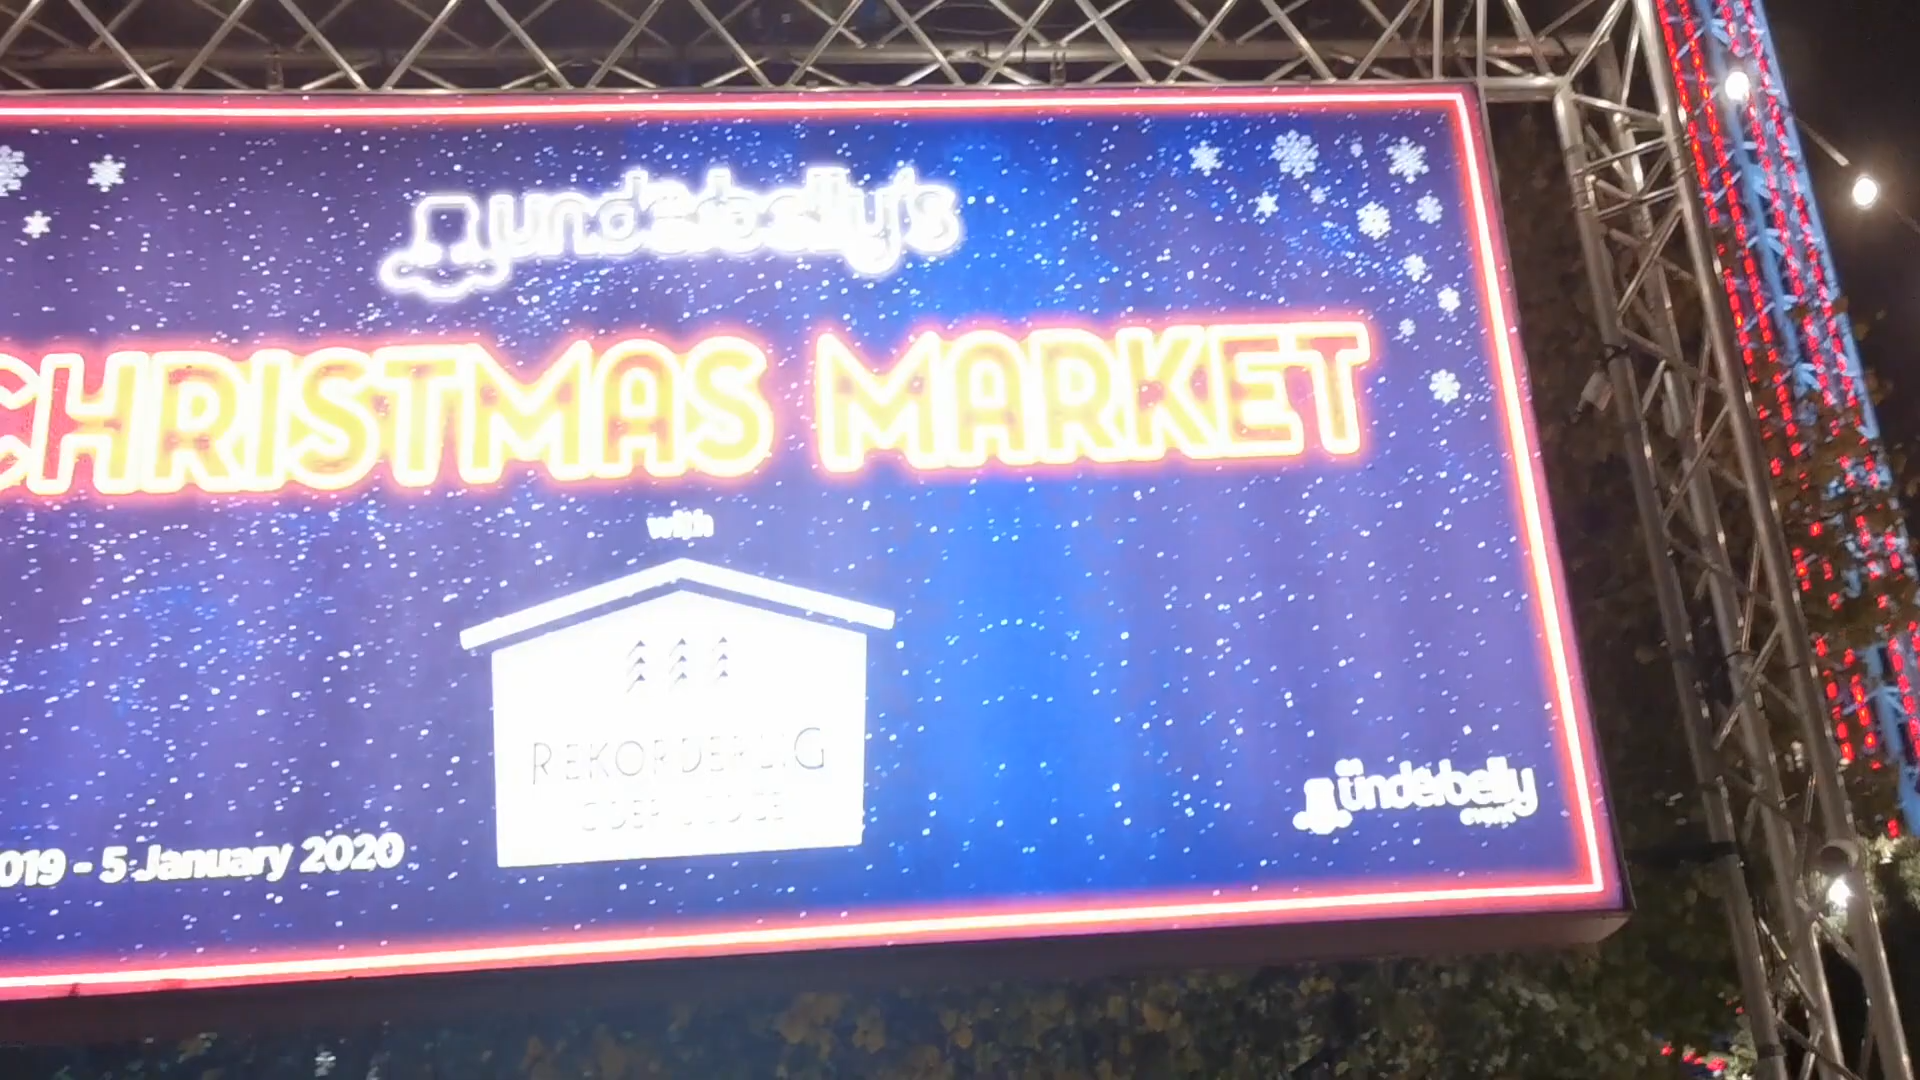 underbelly's
CHRISTMAS MARKET
with
REKORDERLIG
019 - 5 January 2020
underbelly